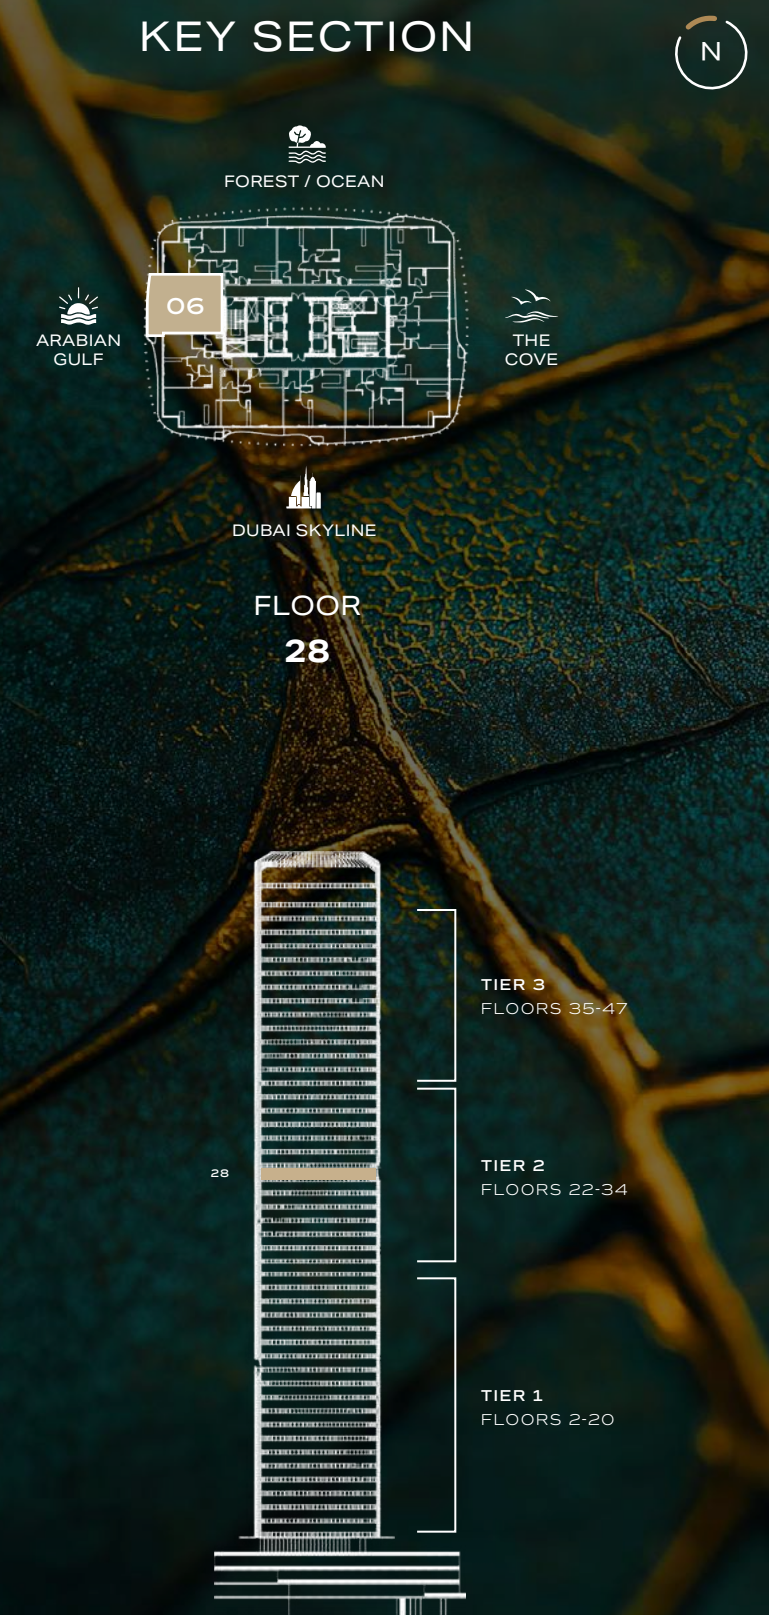 KEY SECTION
N
FOREST / OCEAN
06
ARABIAN
GULF
THE
COVE
DUBAI SKYLINE
FLOOR
28
TIER 3
FLOORS 35-47
TIER 2
28
FLOORS 22-34
TIER 1
FLOORS 2-20